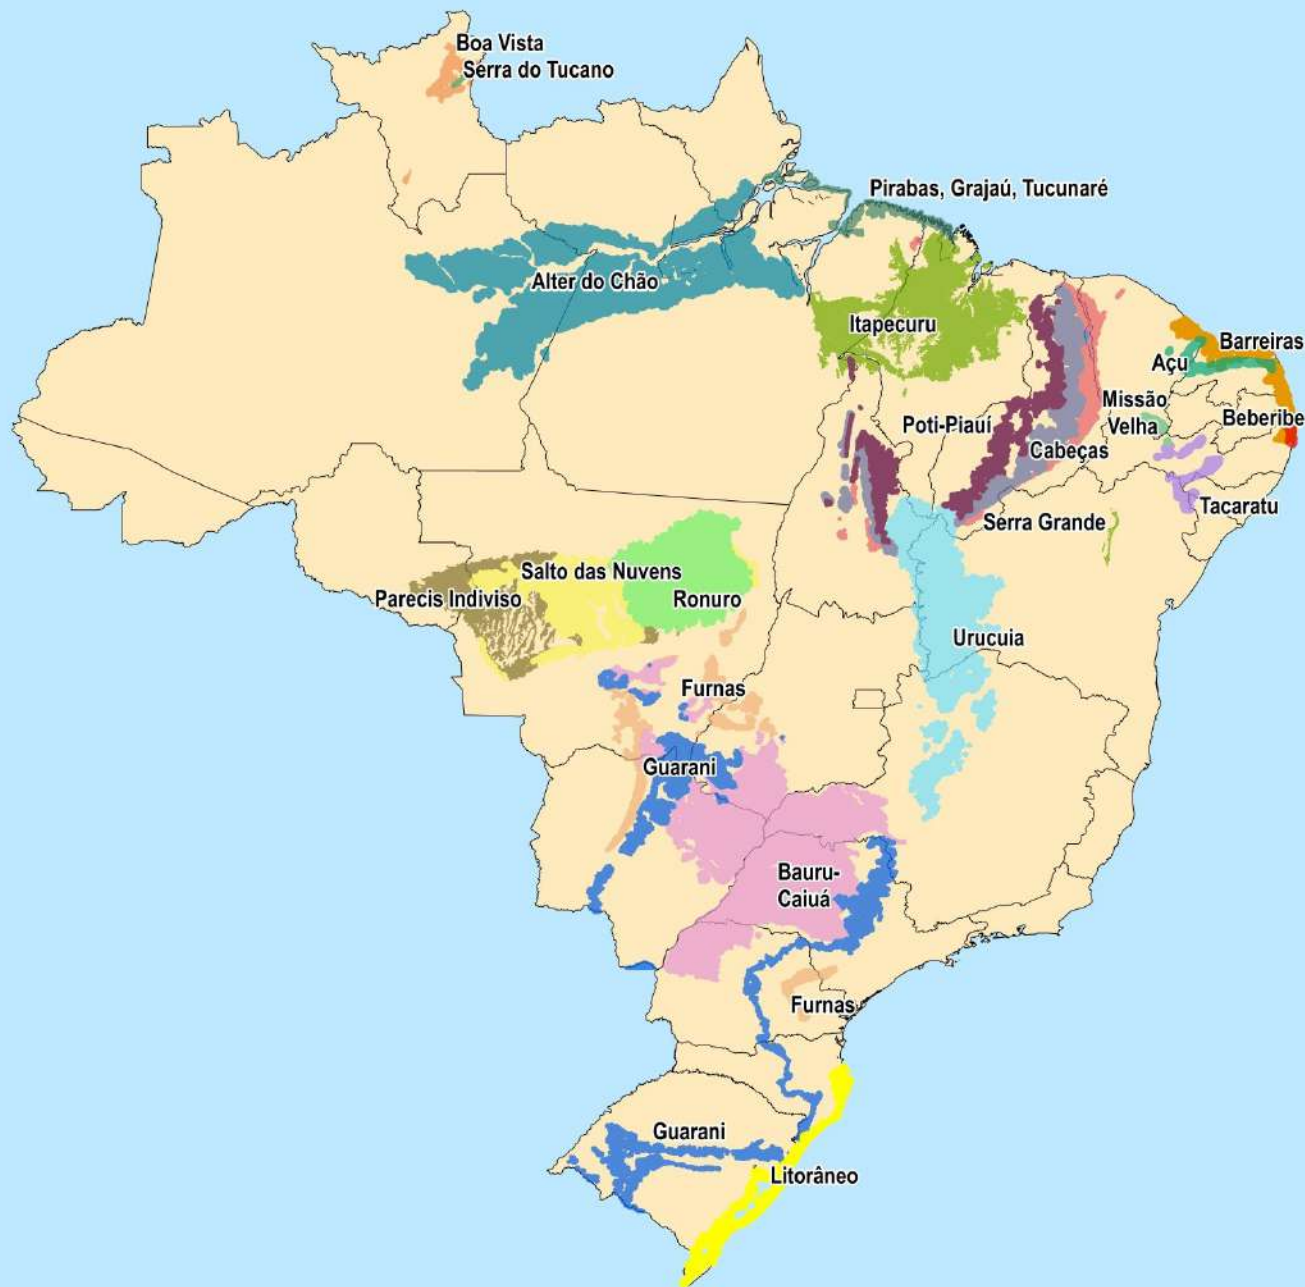 Boa Vista
Serra do Tucano
Pirabas, Grajaú, Tucunaré
Alter do Chão
Itapecuru
Barreiras
Açu
Missão
Velha
Beberibe
Poti-Piauí
Cabeças
Tacaratu
Serra Grande
Salto das Nuvens
Parecis Indiviso
Ronuro
Urucuia
Furnas
Guarani
Bauru-
Caiuá
Furnas
Guarani
Litorâneo